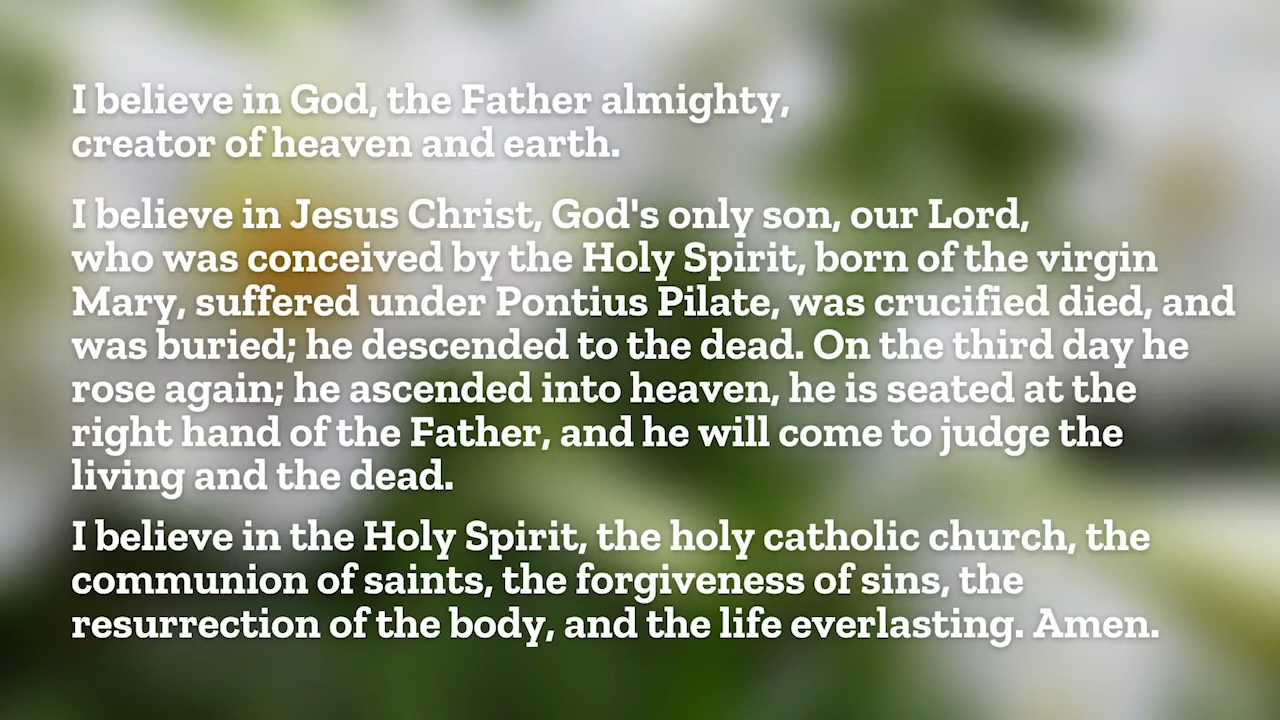 I believe in God, the Father almighty,
creator of heaven and earth.
I believe in Jesus Christ, God's only son, our Lord,
who was conceived by the Holy Spirit, born of the virgin
Mary, suffered under Pontius Pilate, was crucified died, and
was buried; he descended to the dead. On the third day he
rose again; he ascended into heaven, he is seated at the
right hand of the Father, and he will come to judge the
living and the dead.
I believe in the Holy Spirit, the holy catholic church, the
communion of saints, the forgiveness of sins, the
resurrection of the body, and the life everlasting. Amen.